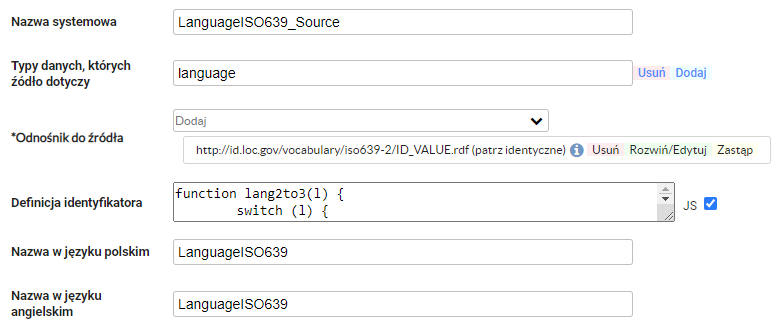 Nazwa systemowa LanguageISO639_Source
Typy danych, których
źódło dotyczy language Usuń Dodaj
*Odnośnik do źródła Dodaj
http://id.loc.gov/vocabulary/iso639-2/ID_VALUE.rdf (patrz identyczne) Usuń Rozwiń/Edytuj Zastąp
Definicja identyfikatora function lang2to3(l) {
switch (l) { JS
Nazwa w języku polskim LanguageISO639
Nazwa w języku
angielskim LanguageISO639